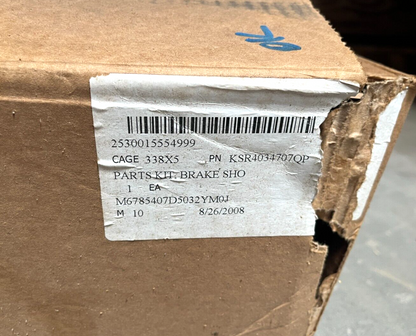 OK
2530015554999
CAGE 338X5 PN KSR4034707QP
PARTS KIT, BRAKE SHO
1 EA
M6785407D5032YM0J
M 10 8/26/2008